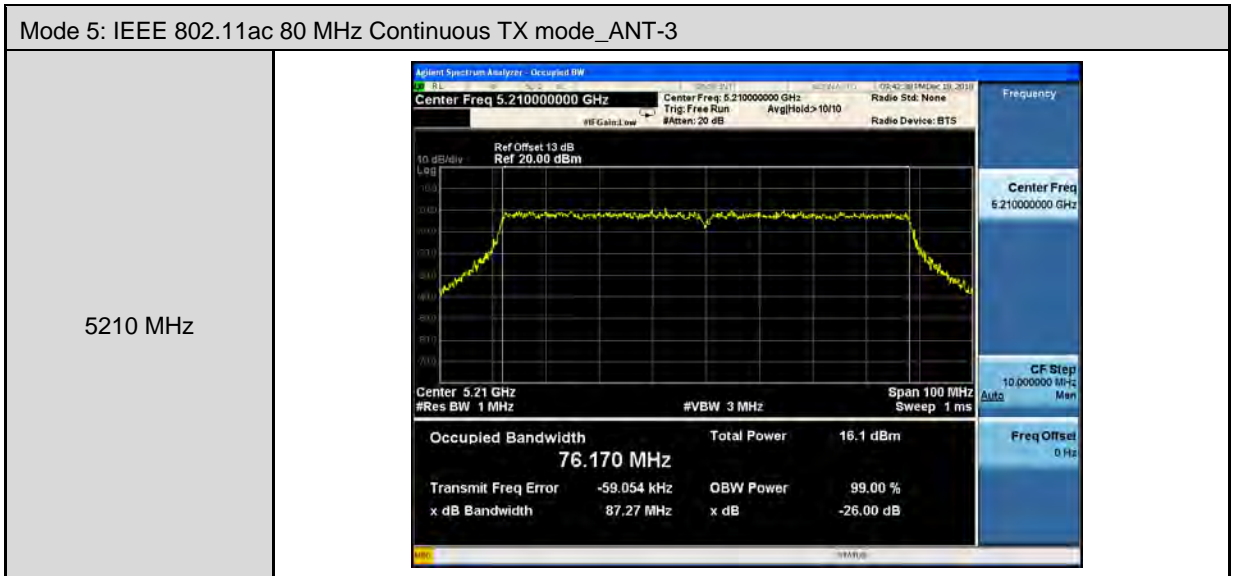 Mode 5: IEEE 802.11ac 80 MHz Continuous TX mode_ANT-3
5210 MHz
Agilent Spectrum Analyzer - Occupied BW
RL
Center Freq 5.210000000 GHz
#IFGain:Low
Center Freq: 5.210000000 GHz
Trig: Free Run Avg|Hold>10/10
#Atten: 20 dB
Radio Std: None
Radio Device: BTS
Ref Offset 13 dB
10 dB/div Ref 20.00 dBm
Log
Center 5.21 GHz Span 100 MHz
#Res BW 1 MHz #VBW 3 MHz Sweep 1 ms
Occupied Bandwidth Total Power 16.1 dBm
76.170 MHz
Transmit Freq Error -59.054 kHz OBW Power 99.00 %
x dB Bandwidth 87.27 MHz x dB -26.00 dB
MSG STATUS
Frequency
Center Freq
5.210000000 GHz
CF Step
10.000000 MHz
Auto Man
Freq Offset
0 Hz